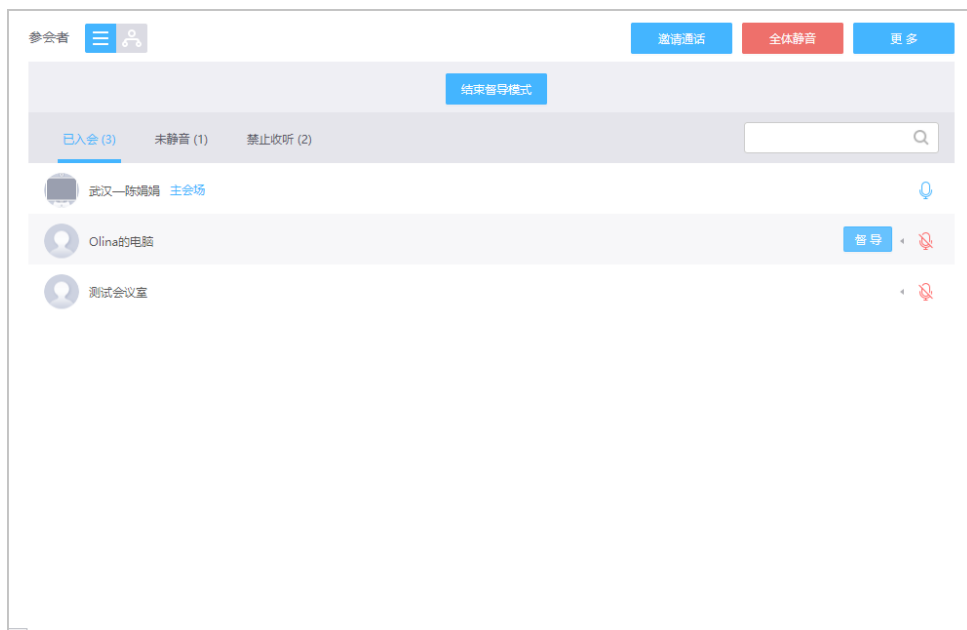 参会者 邀请通话 全体静音 更多
结束督导模式
已入会 (3) 未静音 (1) 禁止收听 (2)
武汉—陈娟娟 主会场
Olina的电脑 督导
测试会议室